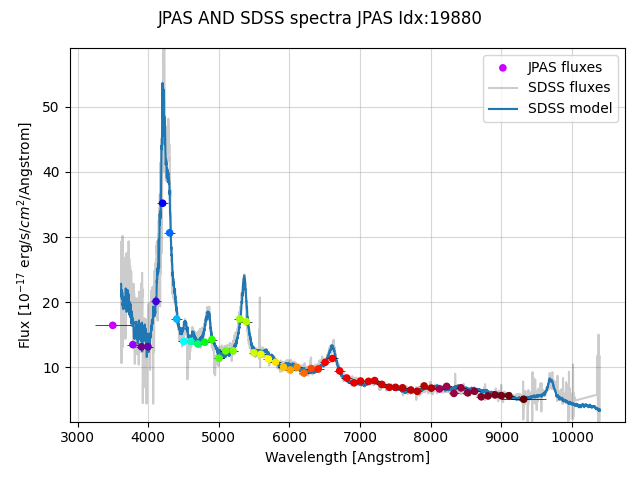 JPAS AND SDSS spectra JPAS Idx:19880
JPAS fluxes
SDSS fluxes
SDSS model
50
40
30
20
10
Flux [10^{-17} erg/s/cm^2/Angstrom]
3000 4000 5000 6000 7000 8000 9000 10000
Wavelength [Angstrom]